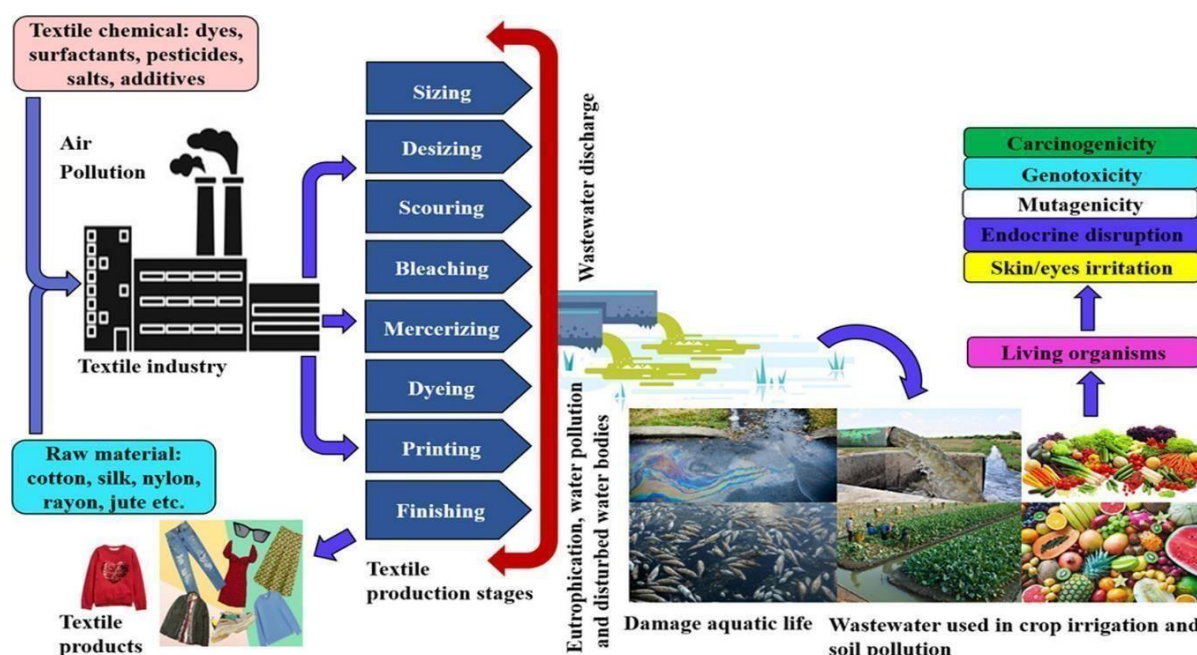 Textile chemical: dyes,
surfactants, pesticides,
salts, additives
Air
Pollution
Textile industry
Raw material:
cotton, silk, nylon,
rayon, jute etc.
Textile
products
Sizing
Desizing
Scouring
Bleaching
Mercerizing
Dyeing
Printing
Finishing
Textile
production stages
Wastewater discharge
Eutrophication, water pollution
and disturbed water bodies
Damage aquatic life
Wastewater used in crop irrigation and
soil pollution
Carcinogenicity
Genotoxicity
Mutagenicity
Endocrine disruption
Skin/eyes irritation
Living organisms